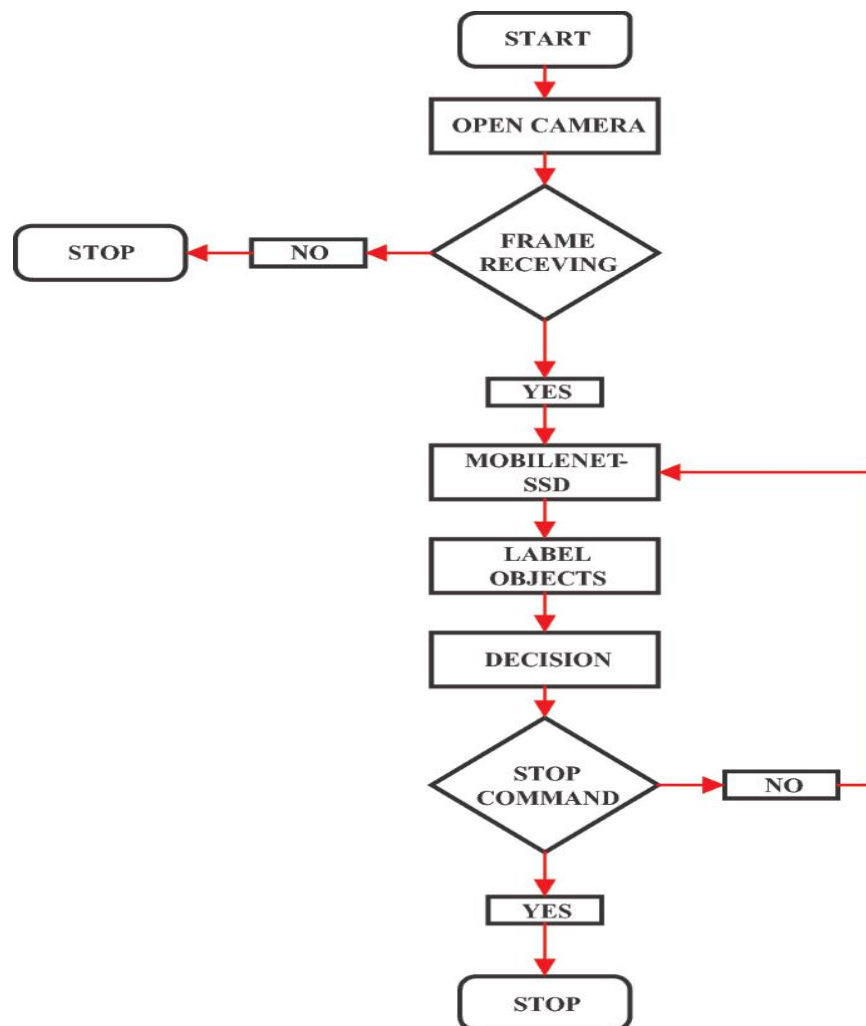 START
OPEN CAMERA
FRAME
RECEVING
STOP
NO
YES
MOBILENET-
SSD
LABEL
OBJECTS
DECISION
STOP
COMMAND
NO
YES
STOP